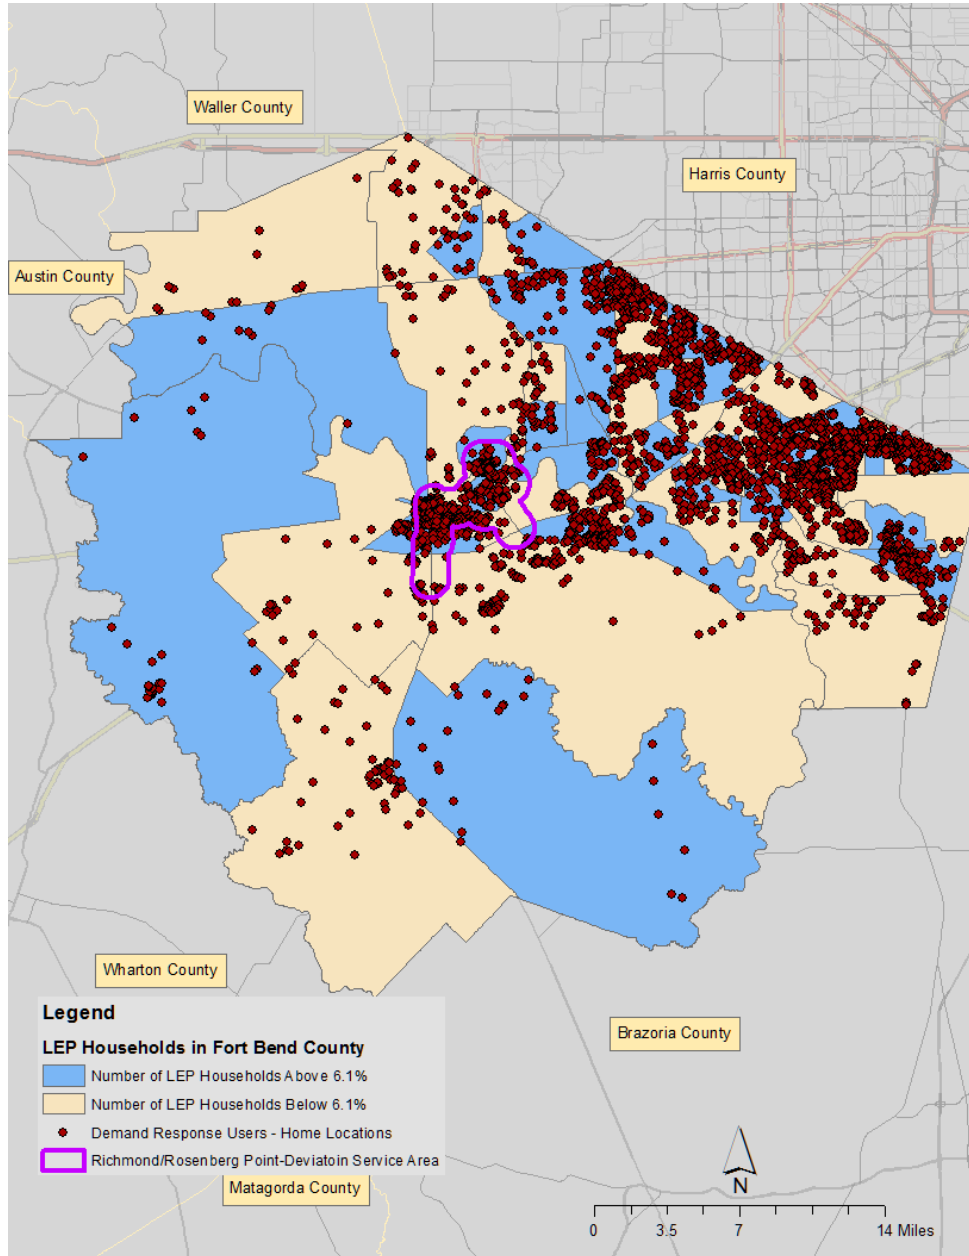 Waller County
Harris County
Austin County
Wharton County
Legend
LEP Households in Fort Bend County
Number of LEP Households Above 6.1%
Number of LEP Households Below 6.1%
Demand Response Users - Home Locations
Richmond/Rosenberg Point-Deviatoin Service Area
Brazoria County
Matagorda County
N
0 3.5 7 14 Miles